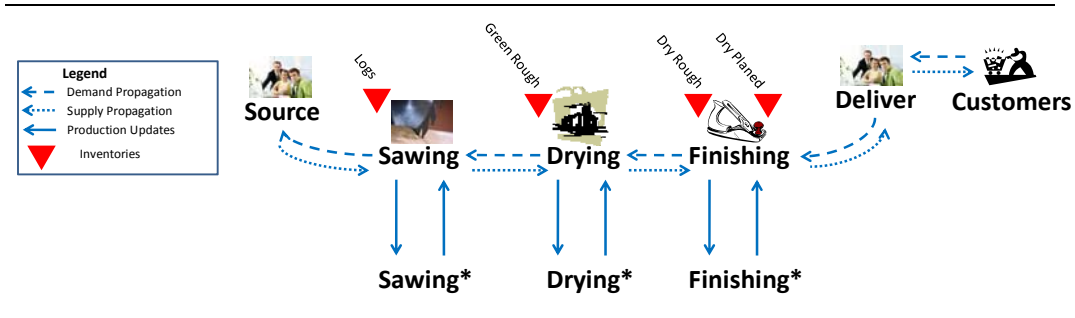 Legend
Demand Propagation
Supply Propagation
Production Updates
Inventories
Source
Logs
Sawing
Green Rough
Drying
Dry Rough
Dry Planed
Finishing
Deliver
Customers
Sawing*
Drying*
Finishing*